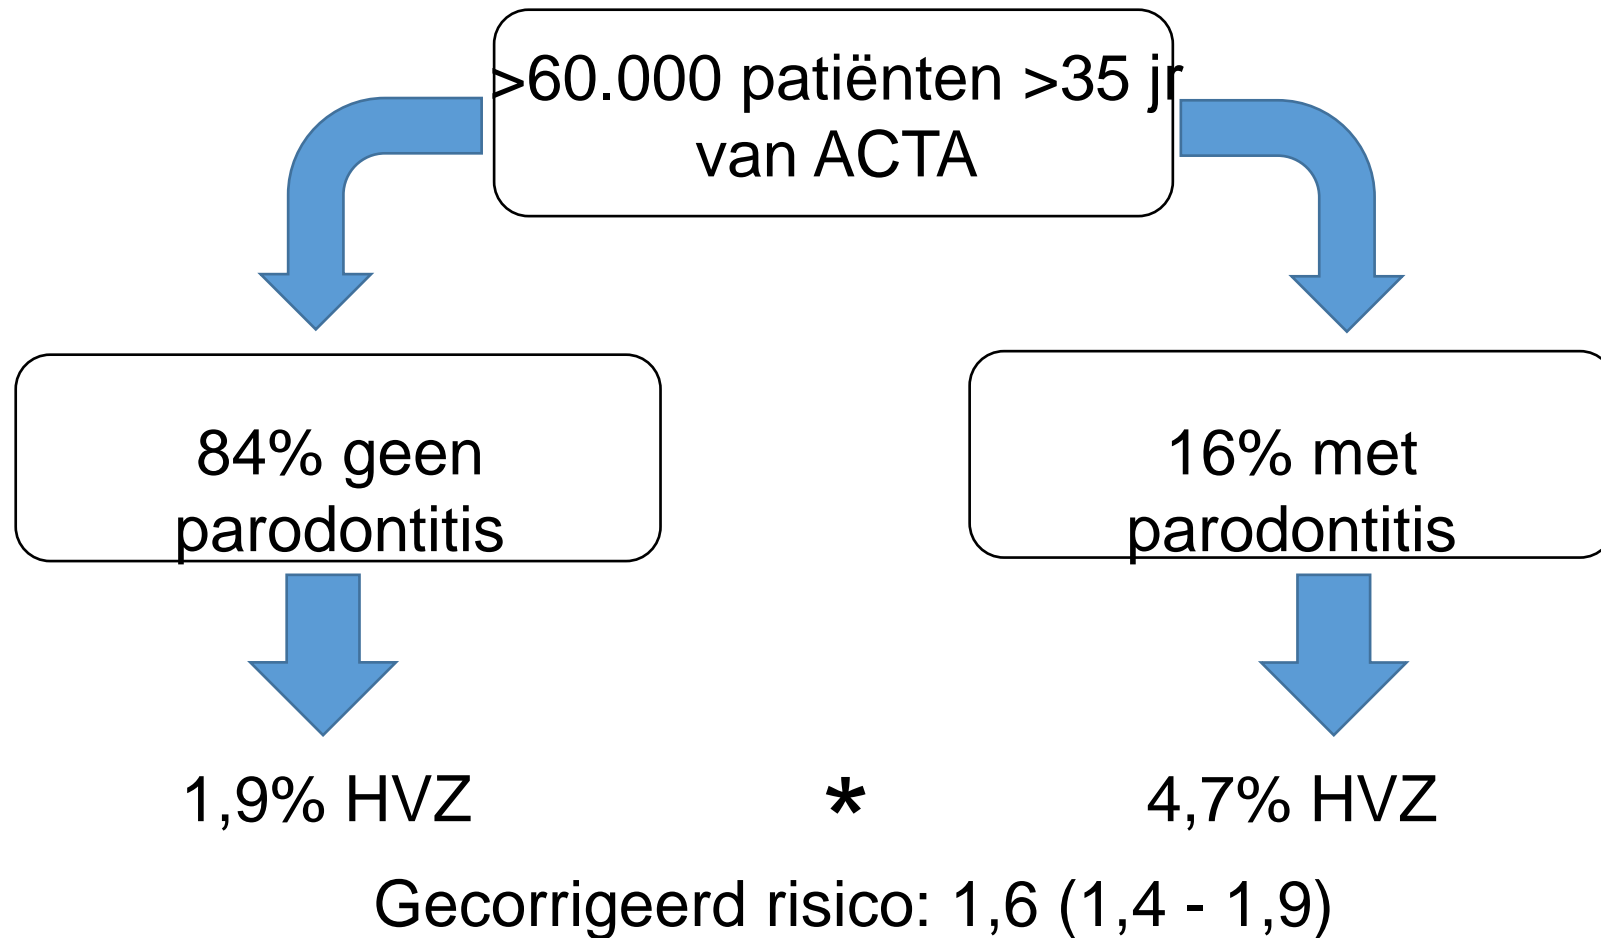 >60.000 patiënten >35 jr
van ACTA
84% geen
parodontitis
16% met
parodontitis
1,9% HVZ
*
4,7% HVZ
Gecorrigeerd risico: 1,6 (1,4 - 1,9)